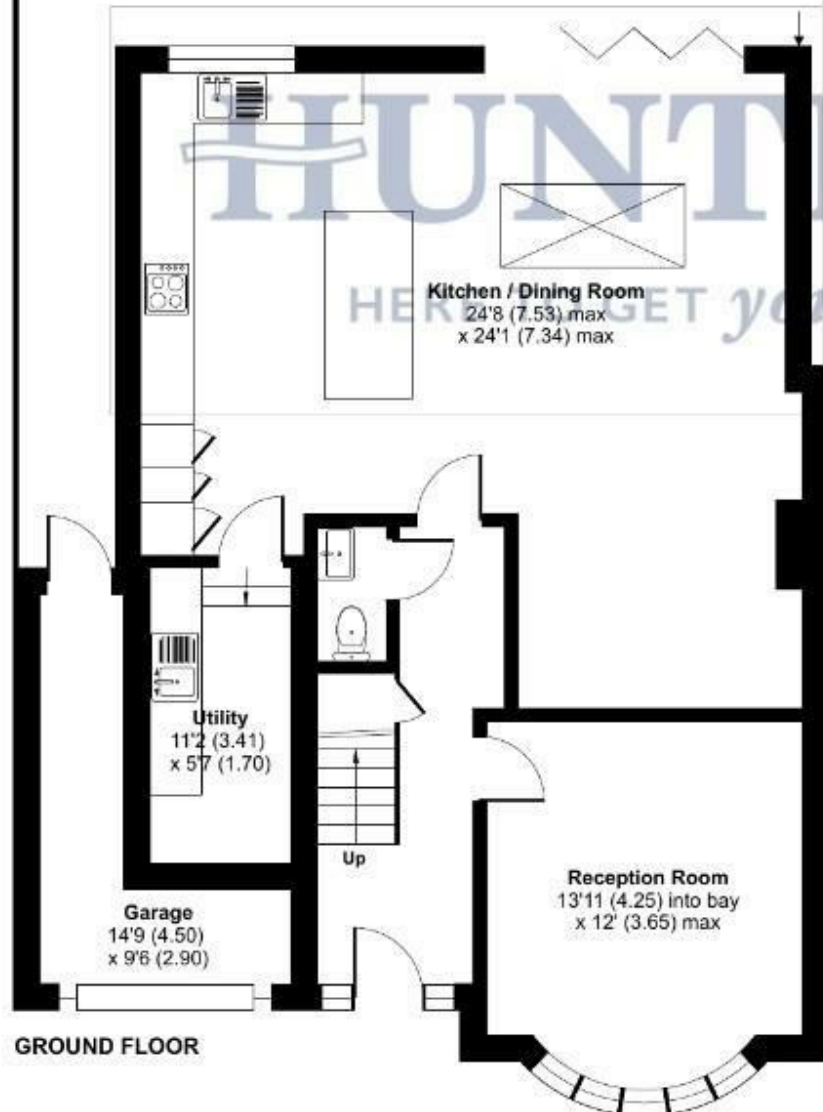 HUNT
HERE GET you
Kitchen / Dining Room
24'8 (7.53) max
x 24'1 (7.34) max
Utility
11'2 (3.41)
x 5'7 (1.70)
Up
Reception Room
13'11 (4.25) into bay
x 12' (3.65) max
Garage
14'9 (4.50)
x 9'6 (2.90)
GROUND FLOOR